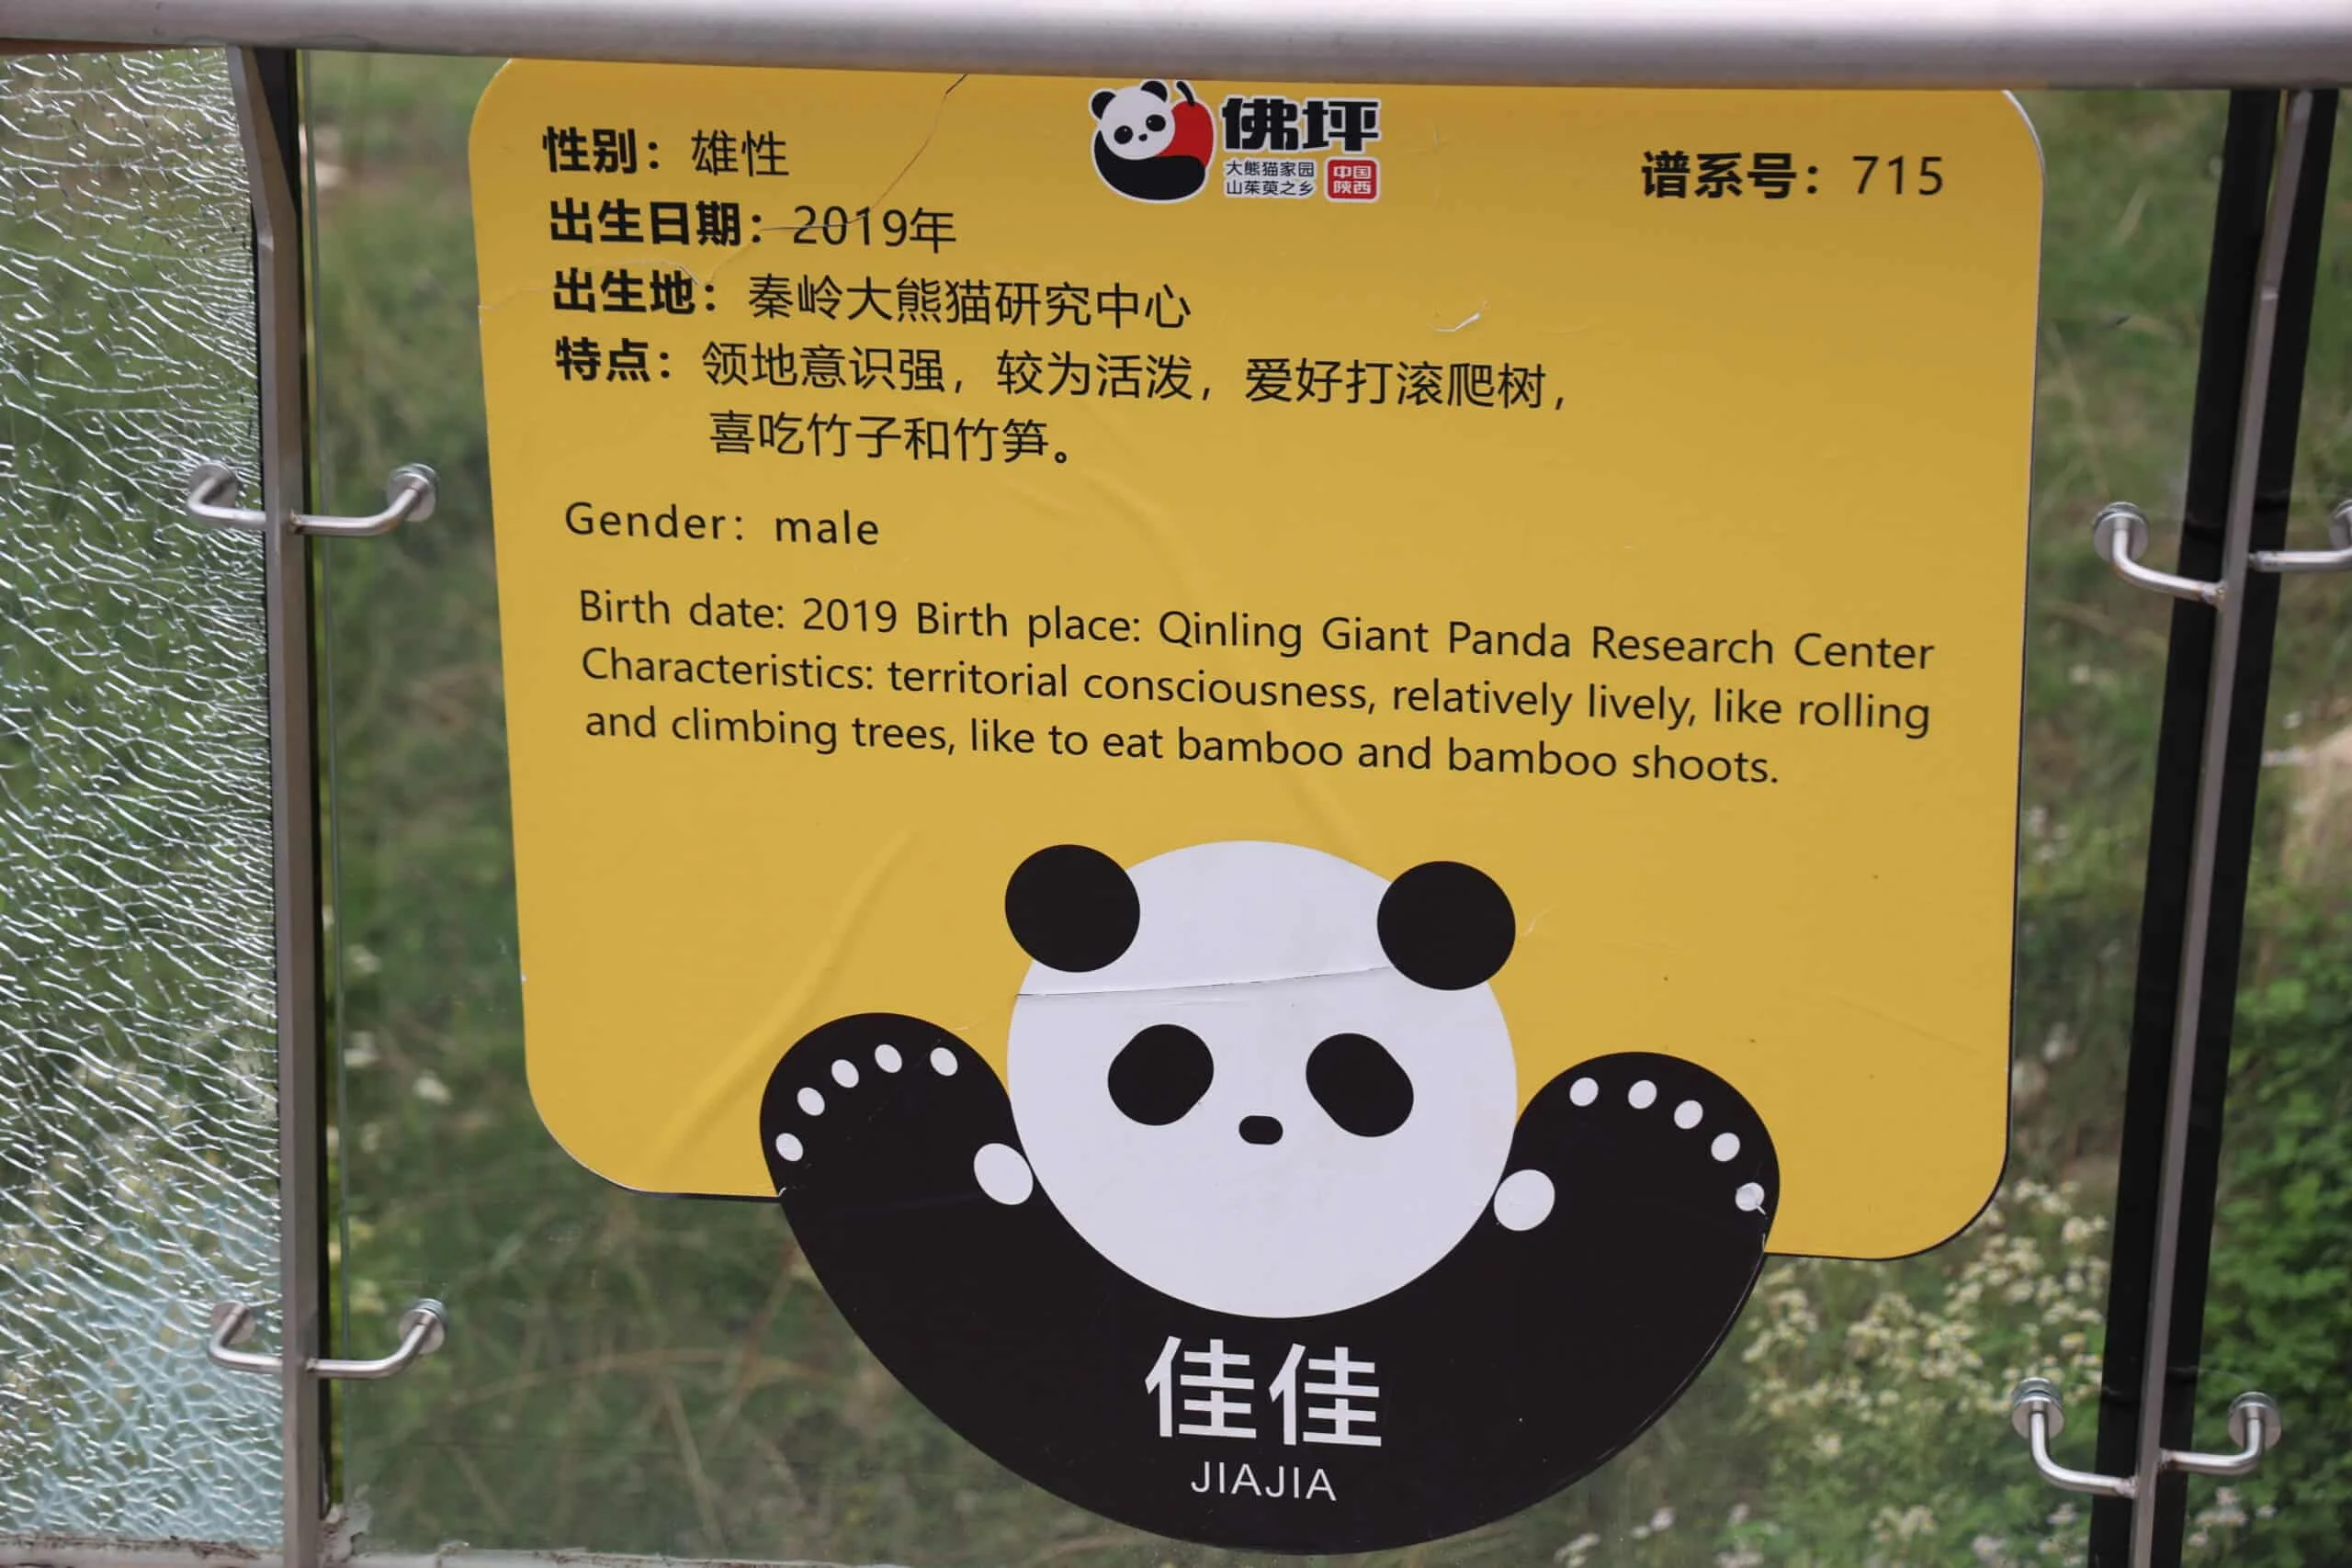 佛坪
大熊猫家园
山茱萸之乡
中国
陕西
性别：雄性
谱系号：715
出生日期：2019年
出生地：秦岭大熊猫研究中心
特点：领地意识强，较为活泼，爱好打滚爬树，
喜吃竹子和竹笋。
Gender：male
Birth date: 2019 Birth place: Qinling Giant Panda Research Center
Characteristics: territorial consciousness, relatively lively, like rolling
and climbing trees, like to eat bamboo and bamboo shoots.
佳佳
JIAJIA